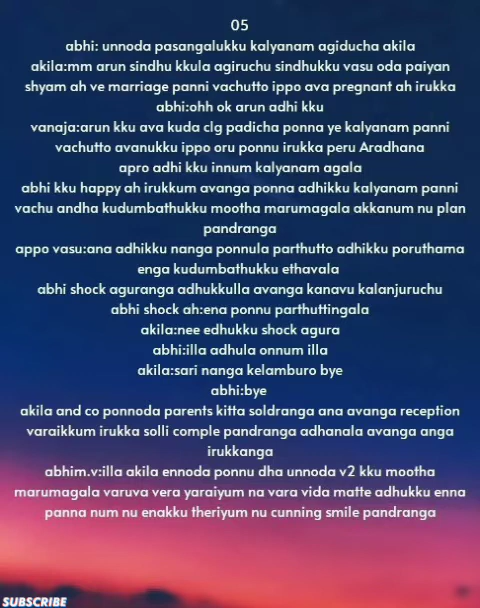 05
abhi: unnoda pasangalukku kalyanam agiducha akila
akila:mm arun sindhu kkula agiruchu sindhukku vasu oda paiyan
shyam ah ve marriage panni vachutto ippo ava pregnant ah irukka
abhi:ohh ok arun adhi kku
vanaja:arun kku ava kuda clg padicha ponna ye kalyanam panni
vachutto avanukku ippo oru ponnu irukka peru Aradhana
apro adhi kku innum kalyanam agala
abhi kku happy ah irukkum avanga ponna adhikku kalyanam panni
vachu andha kudumbathukku mootha marumagala akkanum nu plan
pandranga
appo vasu:ana adhikku nanga ponnula parthutto adhikku poruthama
enga kudumbathukku ethavala
abhi shock aguranga adhukkulla avanga kanavu kalanjuruchu
abhi shock ah:ena ponnu parthuttingala
akila:nee edhukku shock agura
abhi:illa adhula onnum illa
akila:sari nanga kelamburo bye
abhi:bye
akila and co ponnoda parents kitta soldranga ana avanga reception
varaikkum irukka solli comple pandranga adhanala avanga anga
irukkanga
abhim.v:illa akila ennoda ponnu dha unnoda v2 kku mootha
marumagala varuva vera yaraiyum na vara vida matte adhukku enna
panna num nu enakku theriyum nu cunning smile pandranga
SUBSCRIBE